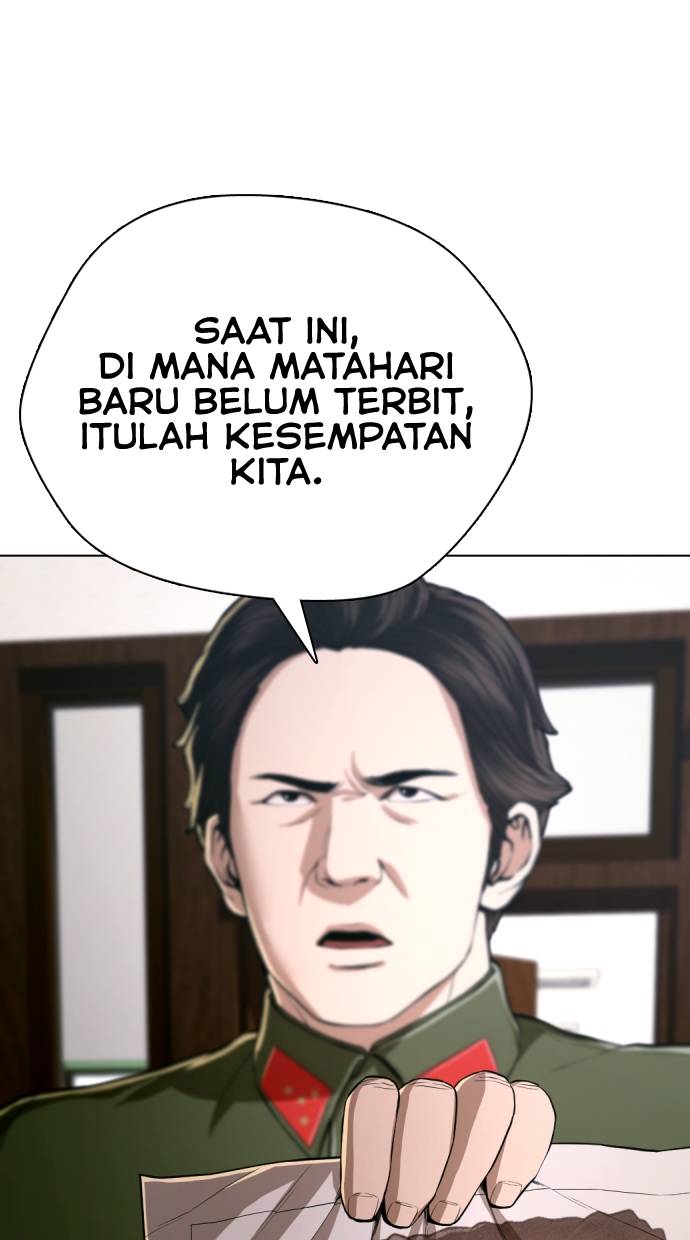 SAAT INI,
DI MANA MATAHARI
BARU BELUM TERBIT,
ITULAH KESEMPATAN
KITA.